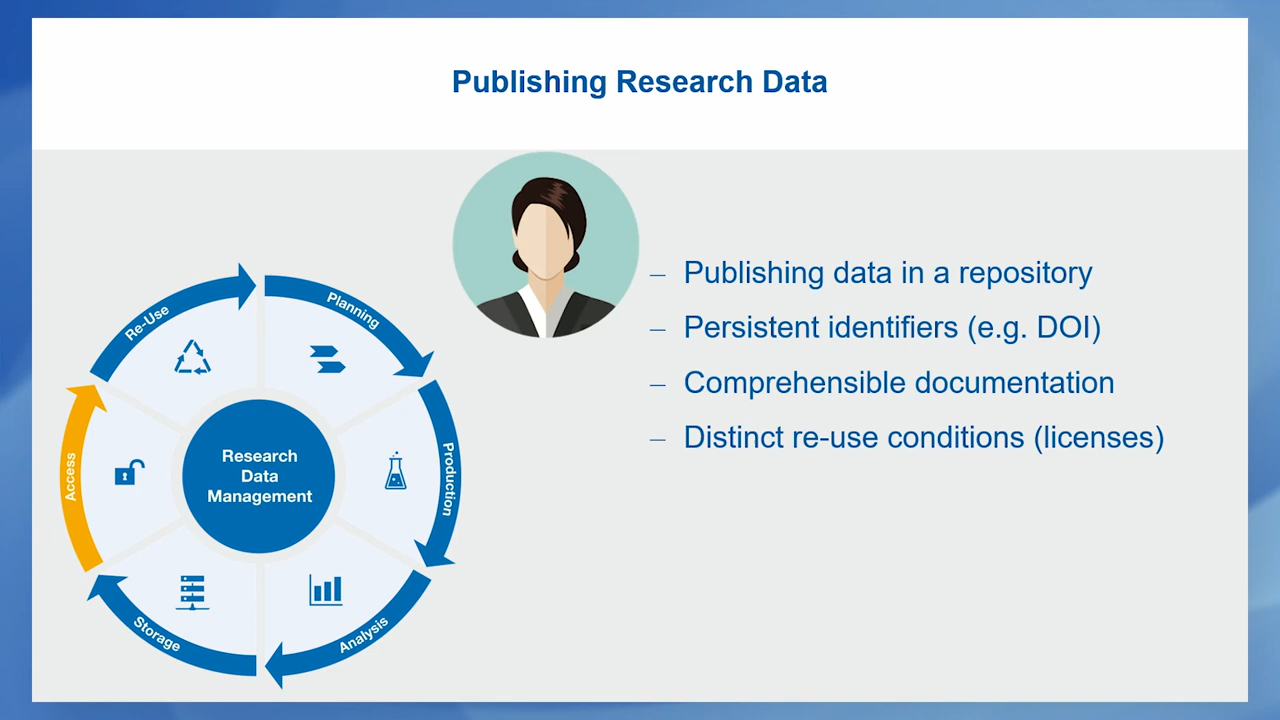 Publishing Research Data
Re-Use
Planning
Access
Research
Data
Management
Production
Storage
Analysis
– Publishing data in a repository
– Persistent identifiers (e.g. DOI)
– Comprehensible documentation
– Distinct re-use conditions (licenses)